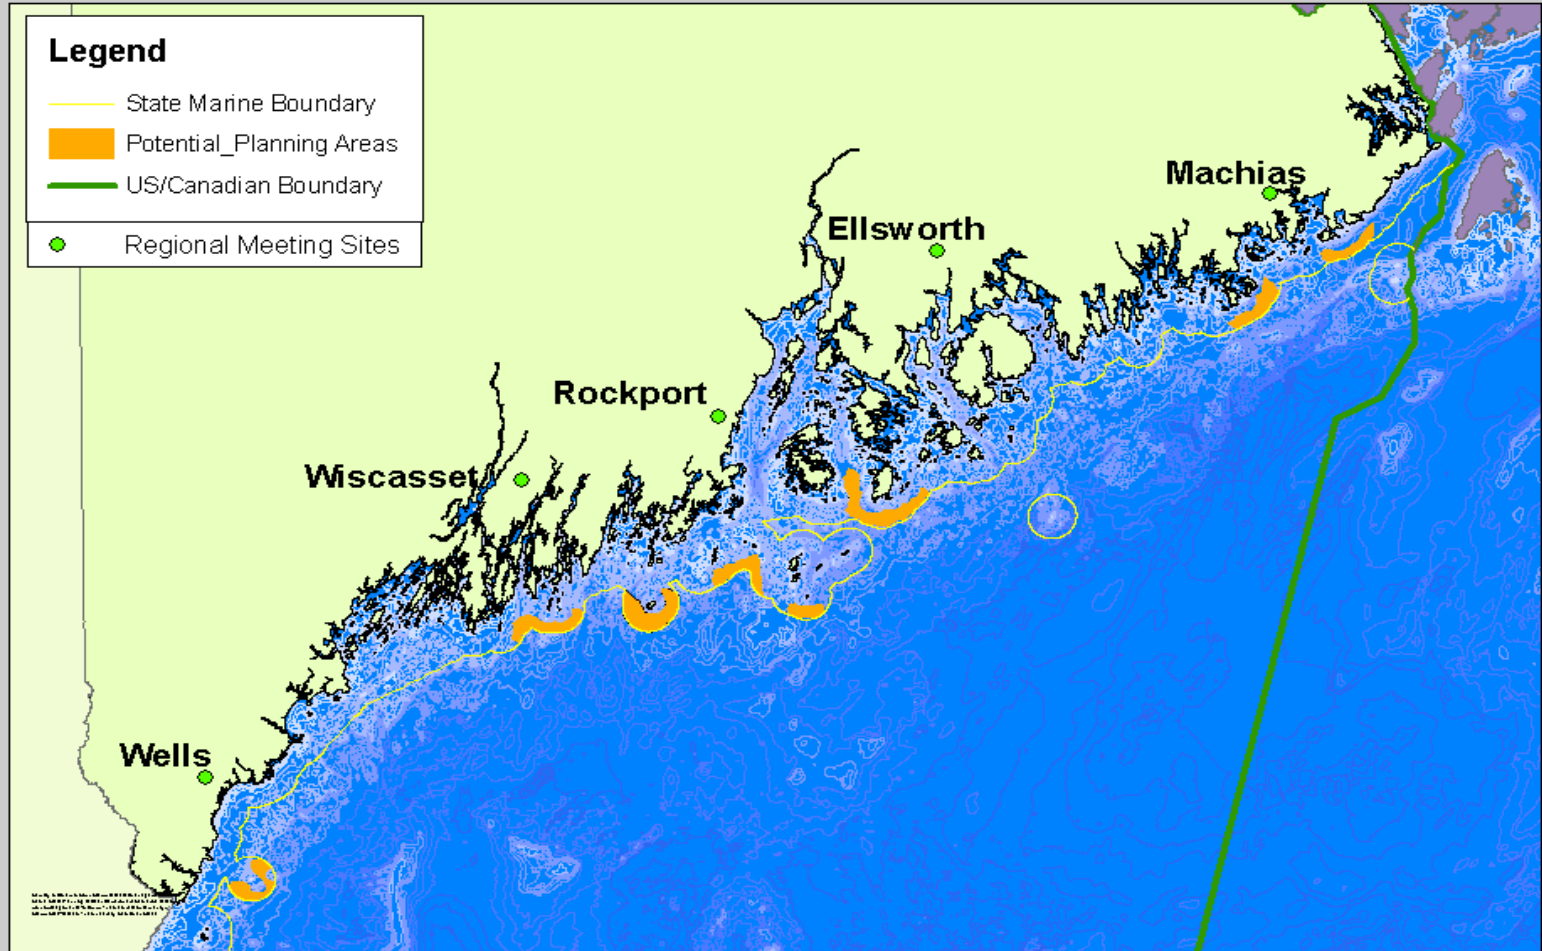 Legend
State Marine Boundary
Potential_Planning Areas
US/Canadian Boundary
Regional Meeting Sites
Machias
Ellsworth
Rockport
Wiscasset
Wells